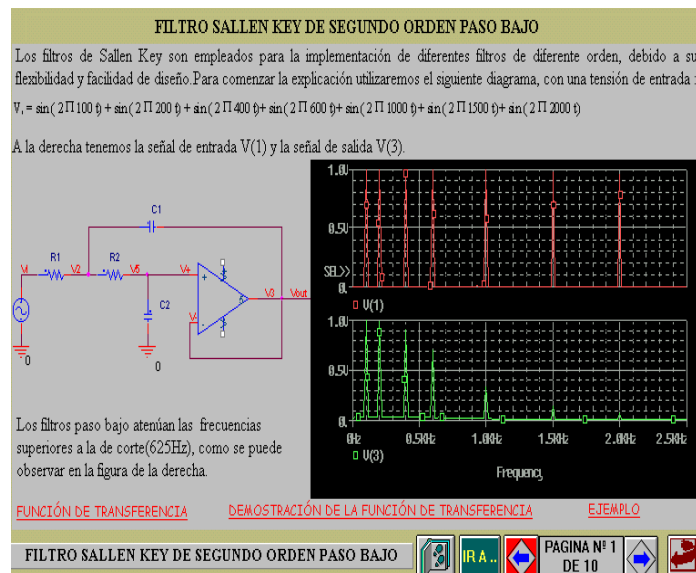 FILTRO SALLEN KEY DE SEGUNDO ORDEN PASO BAJO
Los filtros de Sallen Key son empleados para la implementación de diferentes filtros de diferente orden, debido a su
flexibilidad y facilidad de diseño.Para comenzar la explicación utilizaremos el siguiente diagrama, con una tensión de entrada
V, = sin( 2 Π 100 t) + sin( 2 Π 200 t) + sin( 2 Π 400 t)+ sin( 2 Π 600 t)+ sin( 2 Π 1000 t)+ sin( 2 Π 1500 t)+ sin( 2 Π 2000 t)
A la derecha tenemos la señal de entrada V(1) y la señal de salida V(3).
C1
R1
R2
V2
V5
V4
C2
V3
Vout
0
0
1.0V
0.5V
SEL>>
0.
V(1)
1.0V
0.5V
0.
0Hz
0.5KHz
1.0KHz
1.5KHz
2.0KHz
2.5KHz
V(3)
Frequency
Los filtros paso bajo atenúan las frecuencias
superiores a la de corte(625Hz), como se puede
observar en la figura de la derecha.
FUNCIÓN DE TRANSFERENCIA
DEMOSTRACIÓN DE LA FUNCIÓN DE TRANSFERENCIA
EJEMPLO
FILTRO SALLEN KEY DE SEGUNDO ORDEN PASO BAJO
IR A ..
PAGINA Nº 1
DE 10